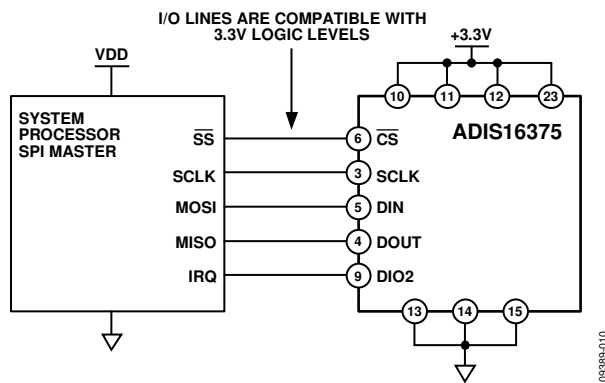 I/O LINES ARE COMPATIBLE WITH
3.3V LOGIC LEVELS
VDD
+3.3V
10 11 12 23
SYSTEM
PROCESSOR
SPI MASTER
ADIS16375
SS 6 CS
SCLK 3 SCLK
MOSI 5 DIN
MISO 4 DOUT
IRQ 9 DIO2
13 14 15
09389-010